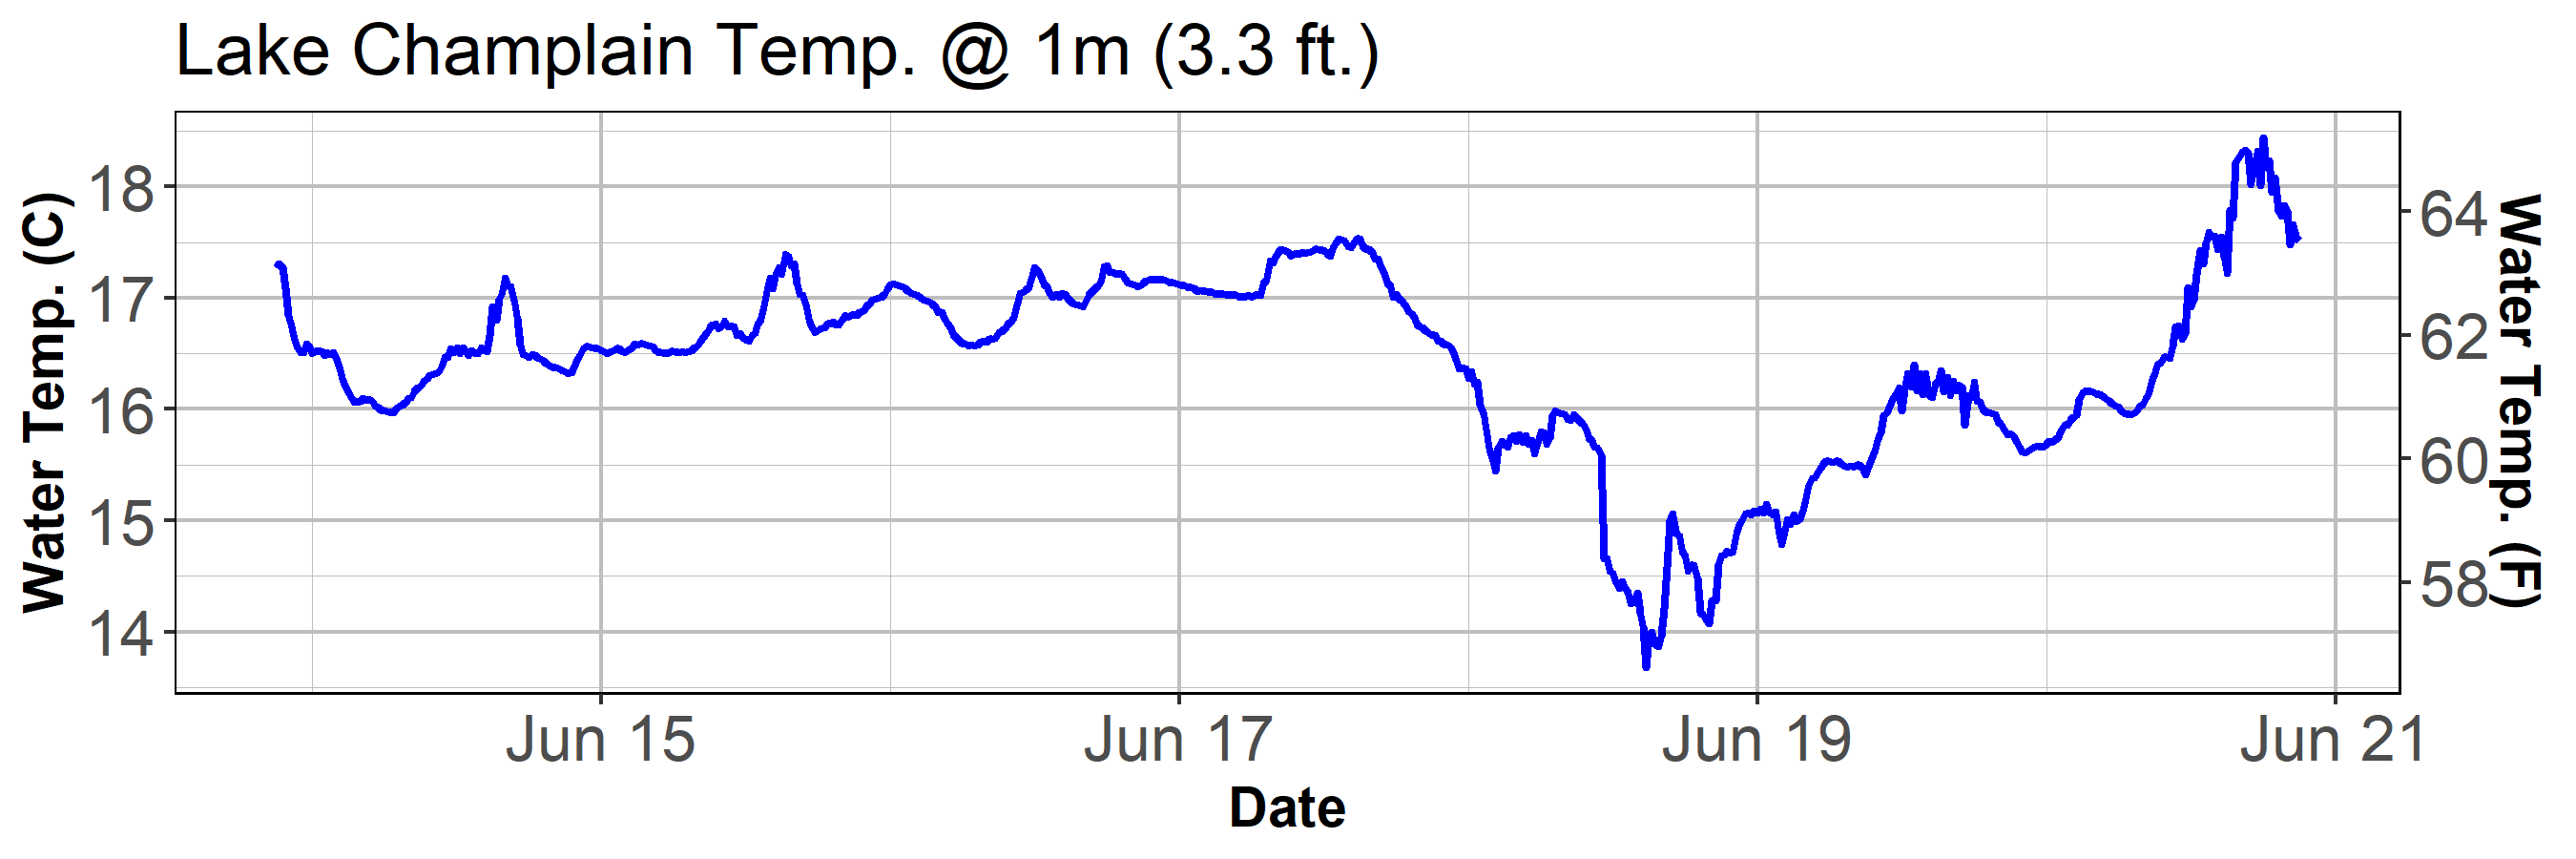 Lake Champlain Temp. @ 1m (3.3 ft.)
Water Temp. (C)
18
17
16
15
14
64
62
60
58
Water Temp. (F)
Jun 15
Jun 17
Jun 19
Jun 21
Date